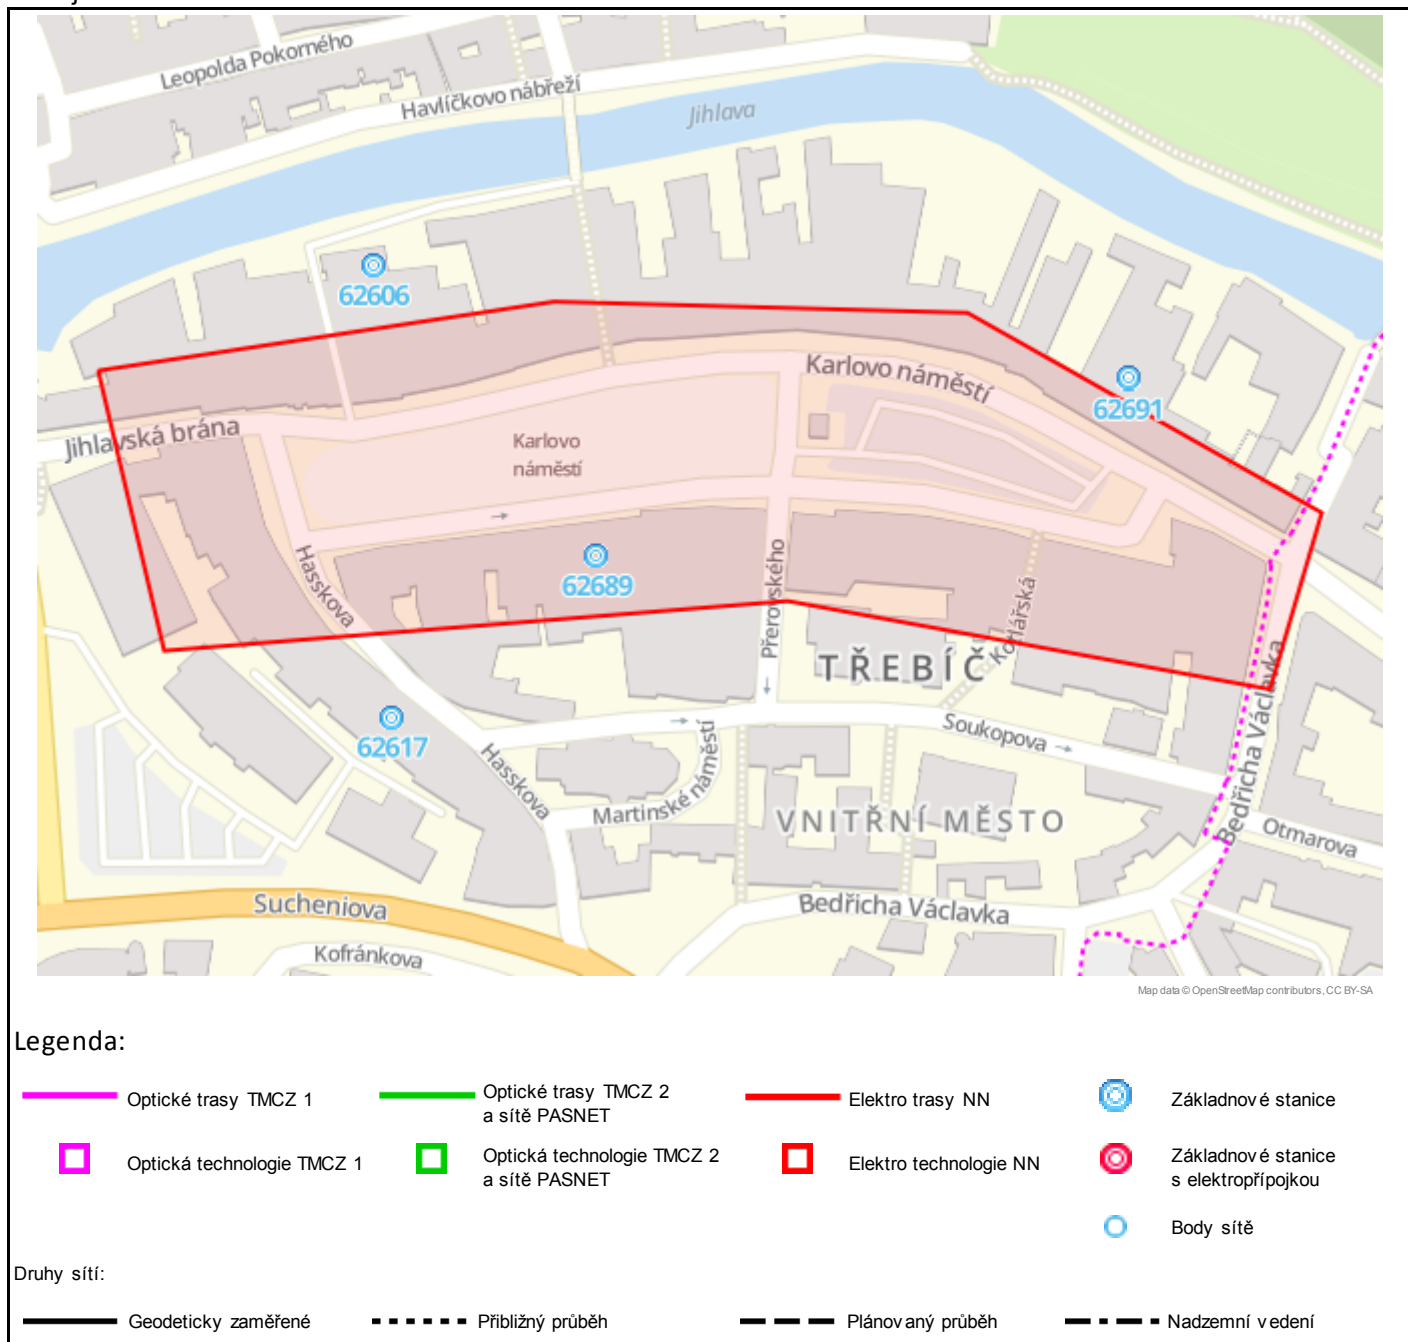 Leopolda Pokorného
Havlíčkovo nábřeží
Jihlava
62606
Karlovo náměstí
62691
Jihlavská brána
Karlovo
náměstí
62689
Hasskova
Přerovského
Kotlářská
TŘEBÍČ
62617
Hasskova
Martinské náměstí
Soukopova
Bedřicha Václavka
VNITŘNÍ MĚSTO
Otmarova
Sucheniova
Bedřicha Václavka
Kofránkova
Map data © OpenStreetMap contributors, CC BY-SA
Legenda:
Optické trasy TMCZ 1
Optické trasy TMCZ 2
a sítě PASNET
Elektro trasy NN
Základnové stanice
Optická technologie TMCZ 1
Optická technologie TMCZ 2
a sítě PASNET
Elektro technologie NN
Základnové stanice
s elektropřípojkou
Body sítě
Druhy sítí:
Geodeticky zaměřené
Přibližný průběh
Plánovaný průběh
Nadzemní vedení